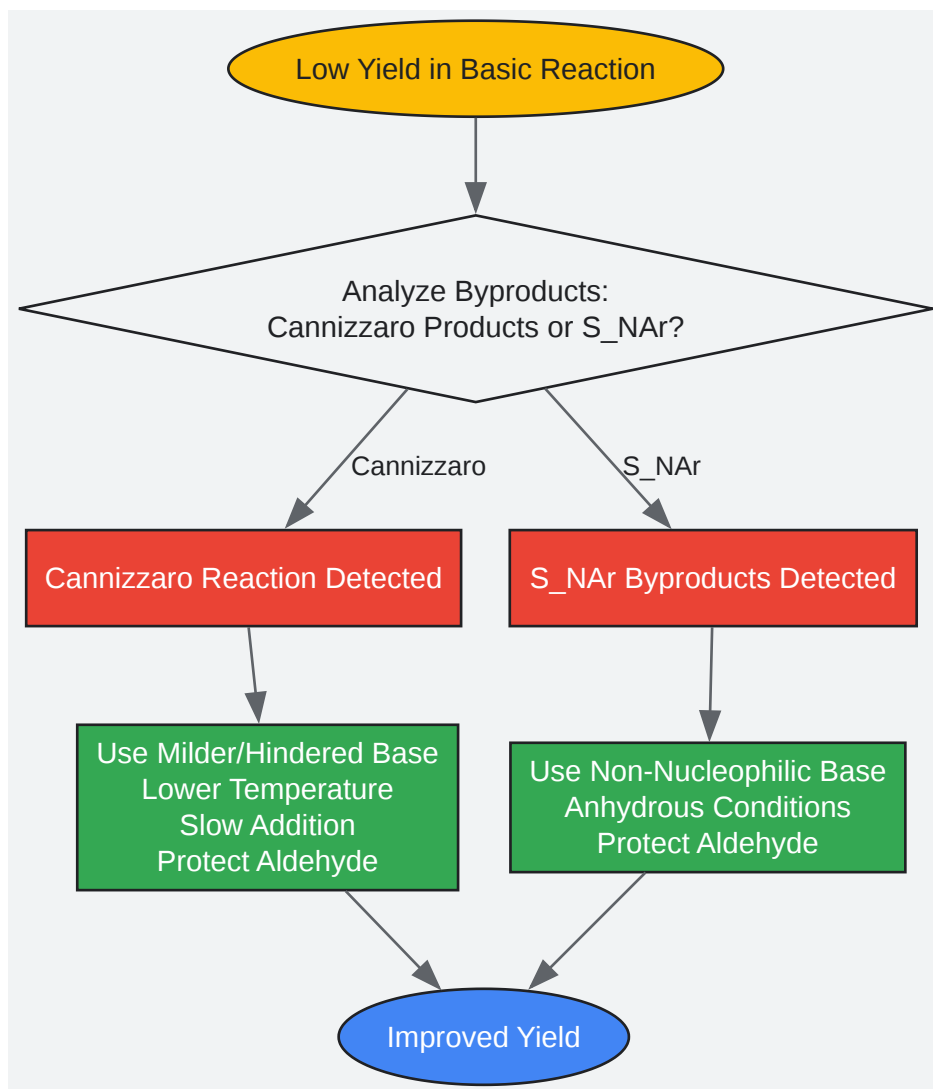 Low Yield in Basic Reaction
Analyze Byproducts:
Cannizzaro Products or S_NAr?
Cannizzaro
S_NAr
Cannizzaro Reaction Detected
S_NAr Byproducts Detected
Use Milder/Hindered Base
Lower Temperature
Slow Addition
Protect Aldehyde
Use Non-Nucleophilic Base
Anhydrous Conditions
Protect Aldehyde
Improved Yield